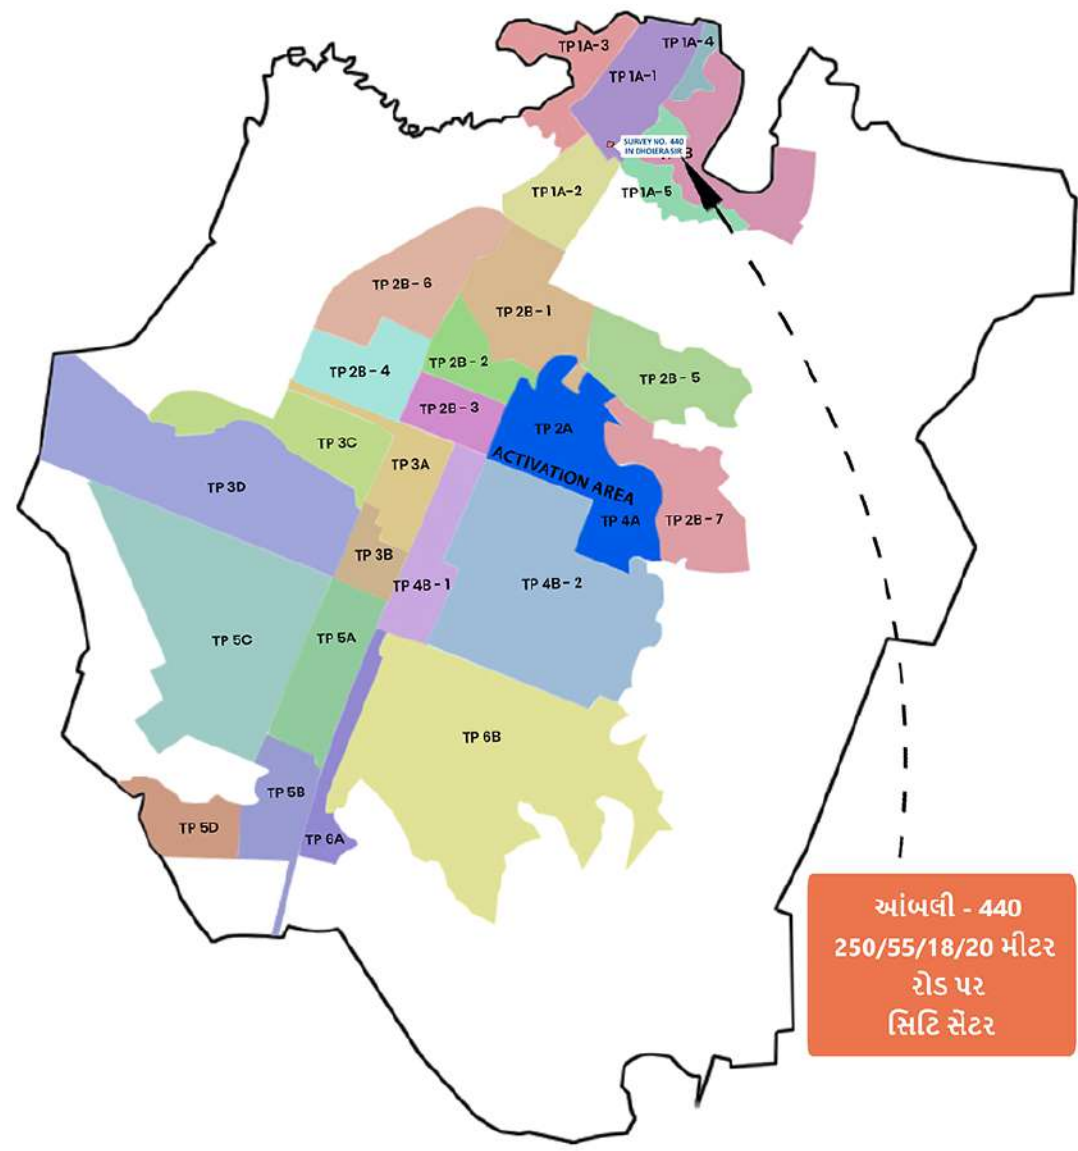 TP 1A-3
TP 1A-4
TP 1A-1
SURVEY NO. 440
IN DHOLERA SIR
TP 1A-2
TP 1A-5
TP 2B - 6
TP 2B - 1
TP 2B - 2
TP 2B - 4
TP 2B - 5
TP 2B - 3
TP 2A
TP 3C
TP 3A
ACTIVATION AREA
TP 3D
TP 4A
TP 2B - 7
TP 3B
TP 4B - 1
TP 4B - 2
TP 5C
TP 5A
TP 6B
TP 5B
TP 5D
TP 6A
આંબલી - 440
250/55/18/20 મીટર
રોડ પર
સિટિ સેંટર